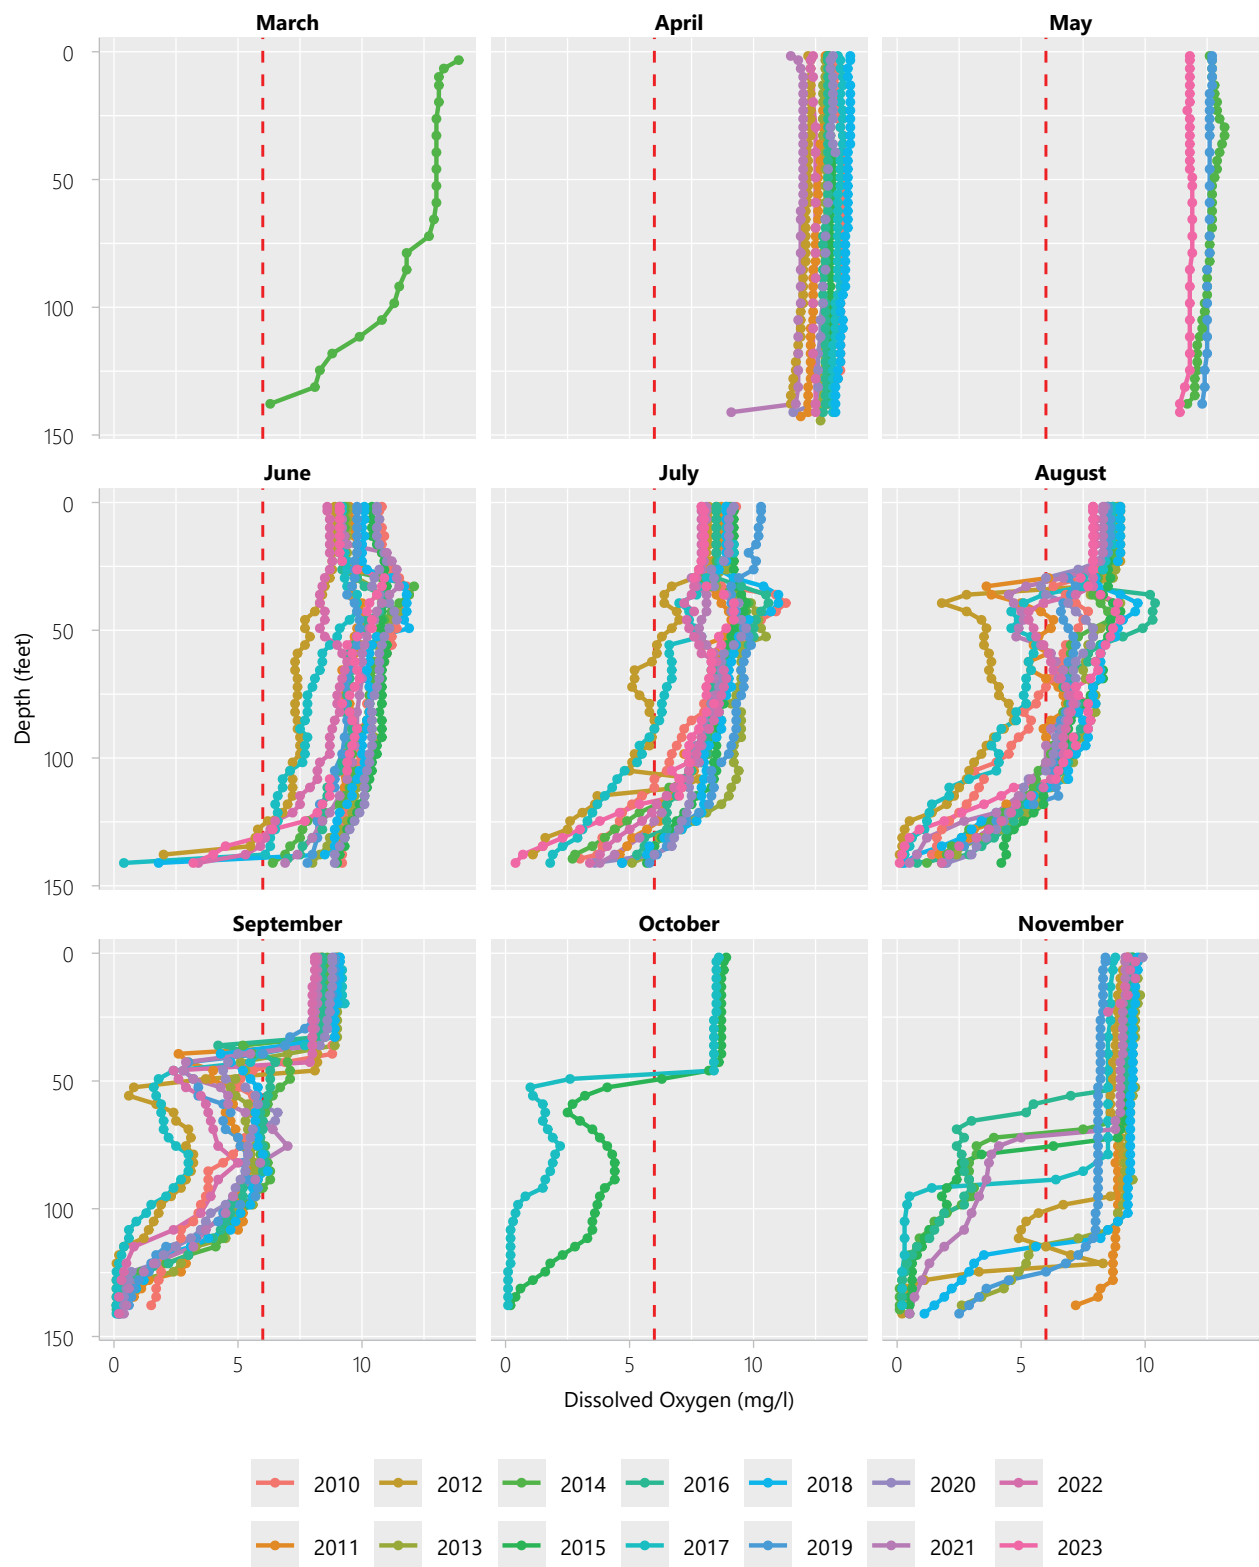 March April May
0
50
100
150
June July August
0
50
100
150
Depth (feet)
September October November
0
50
100
150
0 5 10 0 5 10 0 5 10
Dissolved Oxygen (mg/l)
2010 2012 2014 2016 2018 2020 2022
2011 2013 2015 2017 2019 2021 2023